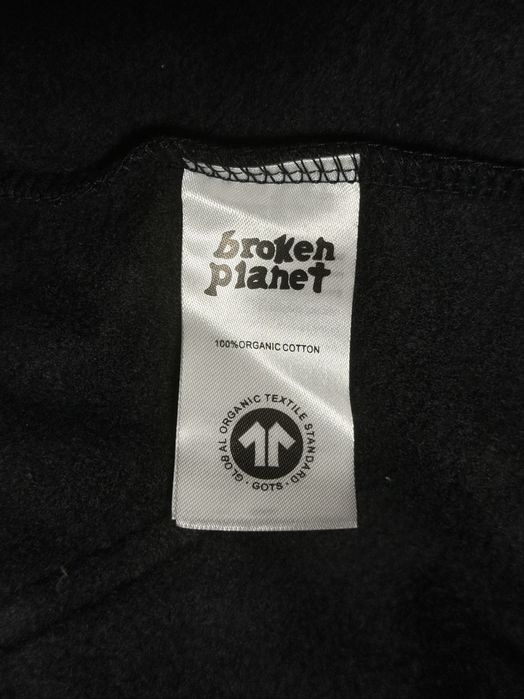 broken
planet
100%ORGANIC COTTON
GLOBAL ORGANIC TEXTILE STANDARD
· GOTS ·